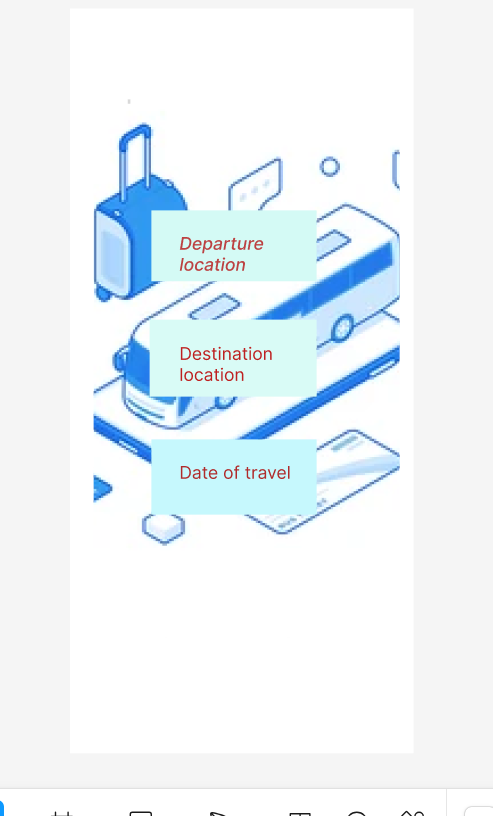 Departure
location
Destination
location
Date of travel